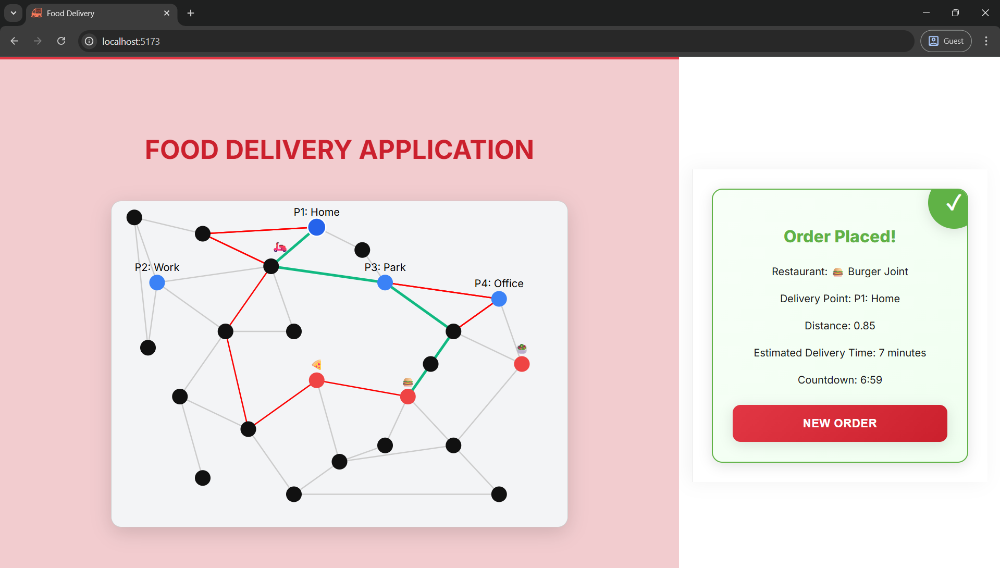 Food Delivery
localhost:5173
Guest
FOOD DELIVERY APPLICATION
P1: Home
P2: Work
P3: Park
P4: Office
Order Placed!
Restaurant: 🍔 Burger Joint
Delivery Point: P1: Home
Distance: 0.85
Estimated Delivery Time: 7 minutes
Countdown: 6:59
NEW ORDER